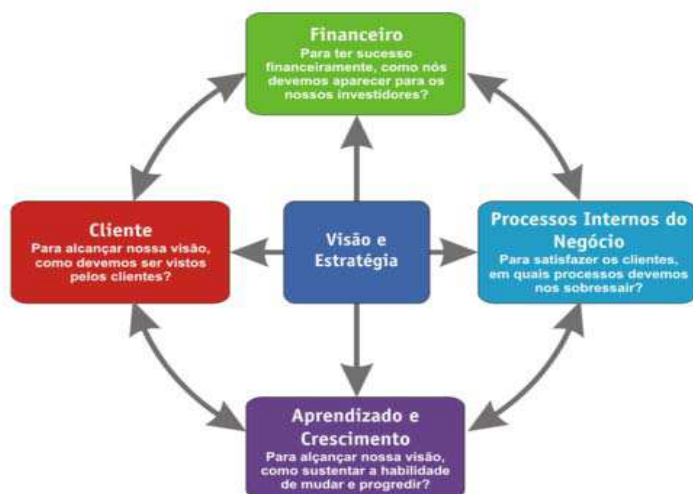 Financeiro
Para ter sucesso
financeiramente, como nós
devemos aparecer para os
nossos investidores?
Cliente
Para alcançar nossa visão,
como devemos ser vistos
pelos clientes?
Visão e
Estratégia
Processos Internos do
Negócio
Para satisfazer os clientes,
em quais processos devemos
nos sobressair?
Aprendizado e
Crescimento
Para alçançar nossa visão,
como sustentar a habilidade
de mudar e progredir?